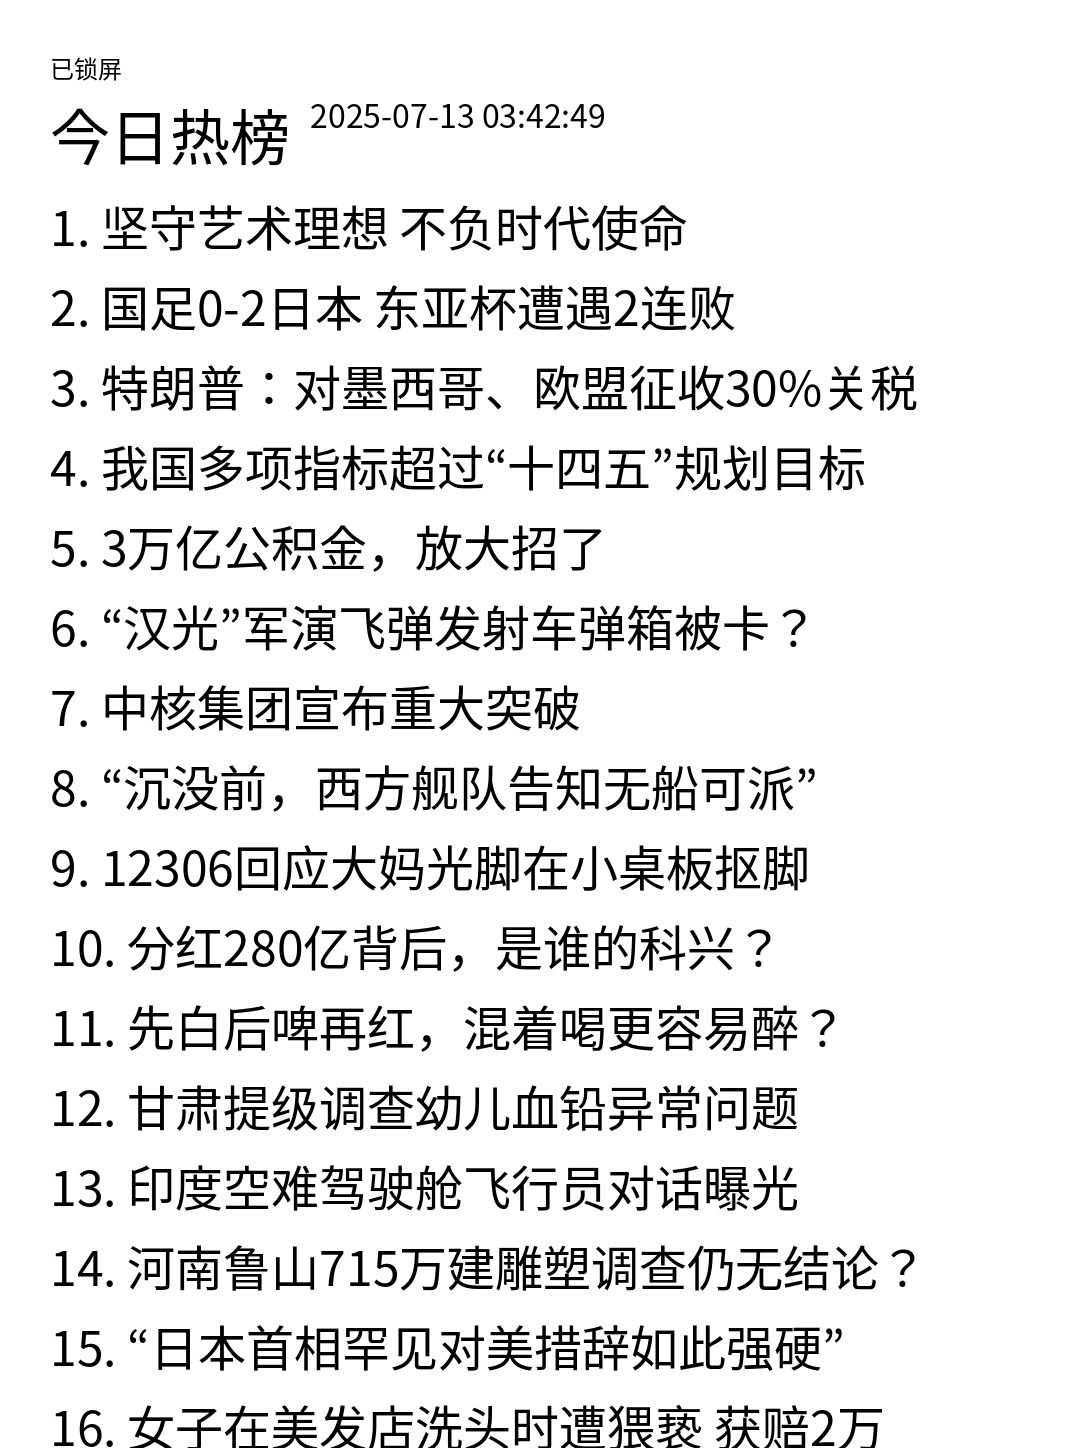 已锁屏
今日热榜 2025-07-13 03:42:49
1. 坚守艺术理想 不负时代使命
2. 国足0-2日本 东亚杯遭遇2连败
3. 特朗普：对墨西哥、欧盟征收30%关税
4. 我国多项指标超过“十四五”规划目标
5. 3万亿公积金，放大招了
6. “汉光”军演飞弹发射车弹箱被卡？
7. 中核集团宣布重大突破
8. “沉没前，西方舰队告知无船可派”
9. 12306回应大妈光脚在小桌板抠脚
10. 分红280亿背后，是谁的科兴？
11. 先白后啤再红，混着喝更容易醉？
12. 甘肃提级调查幼儿血铅异常问题
13. 印度空难驾驶舱飞行员对话曝光
14. 河南鲁山715万建雕塑调查仍无结论？
15. “日本首相罕见对美措辞如此强硬”
16. 女子在美发店洗头时遭猥亵 获赔2万